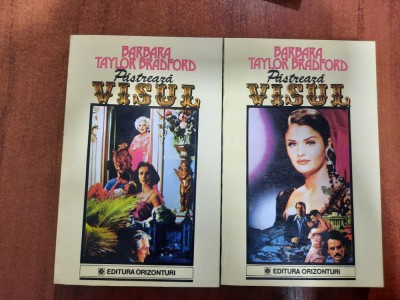 BARBARA
TAYLOR BRADFORD
Păstrează
VISUL
EDITURA ORIZONTURI
BARBARA
TAYLOR BRADFORD
Păstrează
VISUL
EDITURA ORIZONTURI